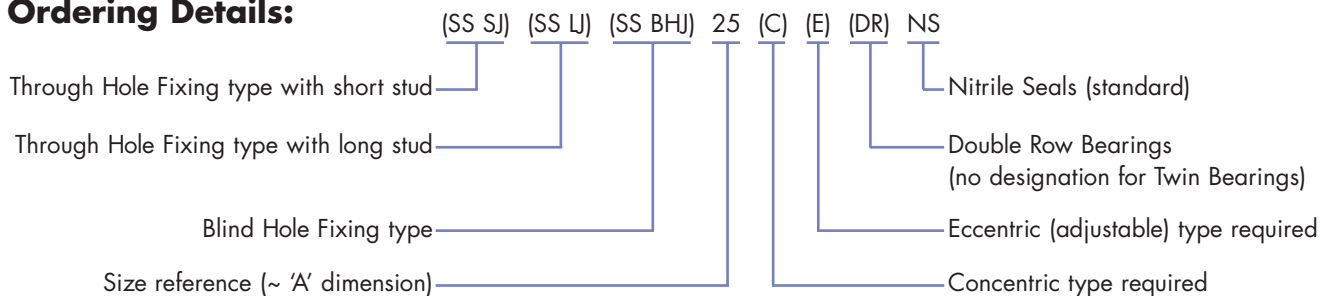 Ordering Details:
(SS SJ) (SS LJ) (SS BHJ) 25 (C) (E) (DR) NS
Through Hole Fixing type with short stud
Nitrile Seals (standard)
Through Hole Fixing type with long stud
Double Row Bearings
(no designation for Twin Bearings)
Blind Hole Fixing type
Eccentric (adjustable) type required
Size reference (~ ‘A’ dimension)
Concentric type required